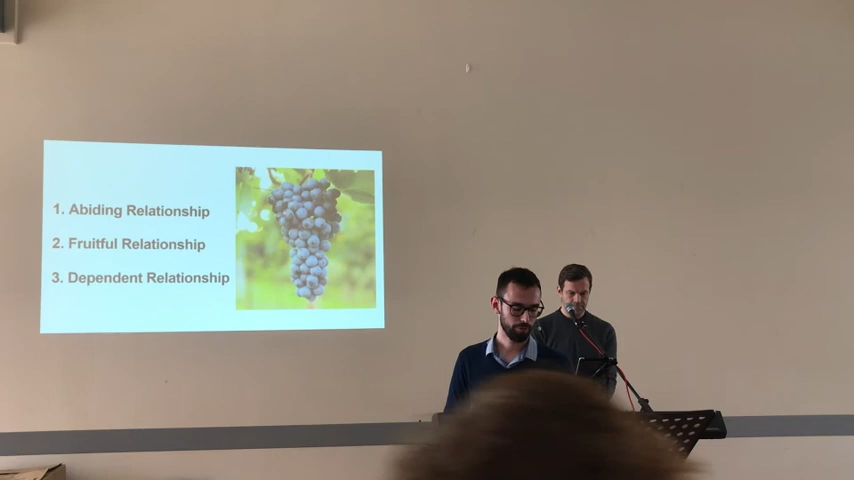 1. Abiding Relationship
2. Fruitful Relationship
3. Dependent Relationship